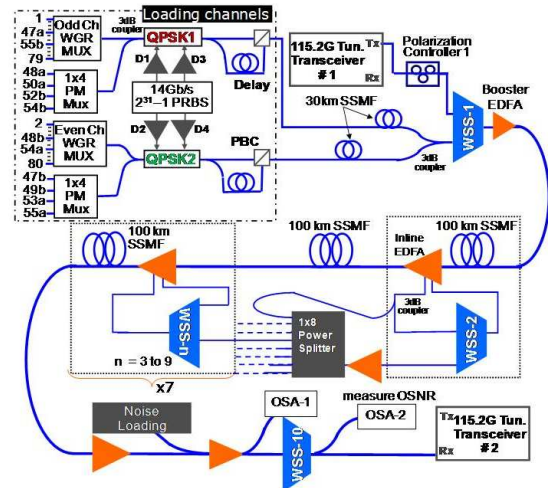 Loading channels
1
47a
55b
79
Odd Ch
WGR
MUX
3dB
coupler
QPSK1
D1
D3
48a
50a
52b
54b
1x4
PM
Mux
14Gb/s
2³¹–1 PRBS
Delay
2
48b
54a
80
Even Ch
WGR
MUX
D2
D4
PBC
QPSK2
47b
49b
53a
55a
1x4
PM
Mux
115.2G Tun.
Transceiver
# 1
Tx
Rx
Polarization
Controller 1
30km SSMF
3dB
coupler
WSS-1
Booster
EDFA
100 km
SSMF
100 km SSMF
Inline
EDFA
100 km SSMF
WSS-n
n = 3 to 9
x7
1x8
Power
Splitter
3dB
coupler
WSS-2
Noise
Loading
OSA-1
WSS-10
measure OSNR
OSA-2
Tx
Rx
115.2G Tun.
Transceiver
# 2